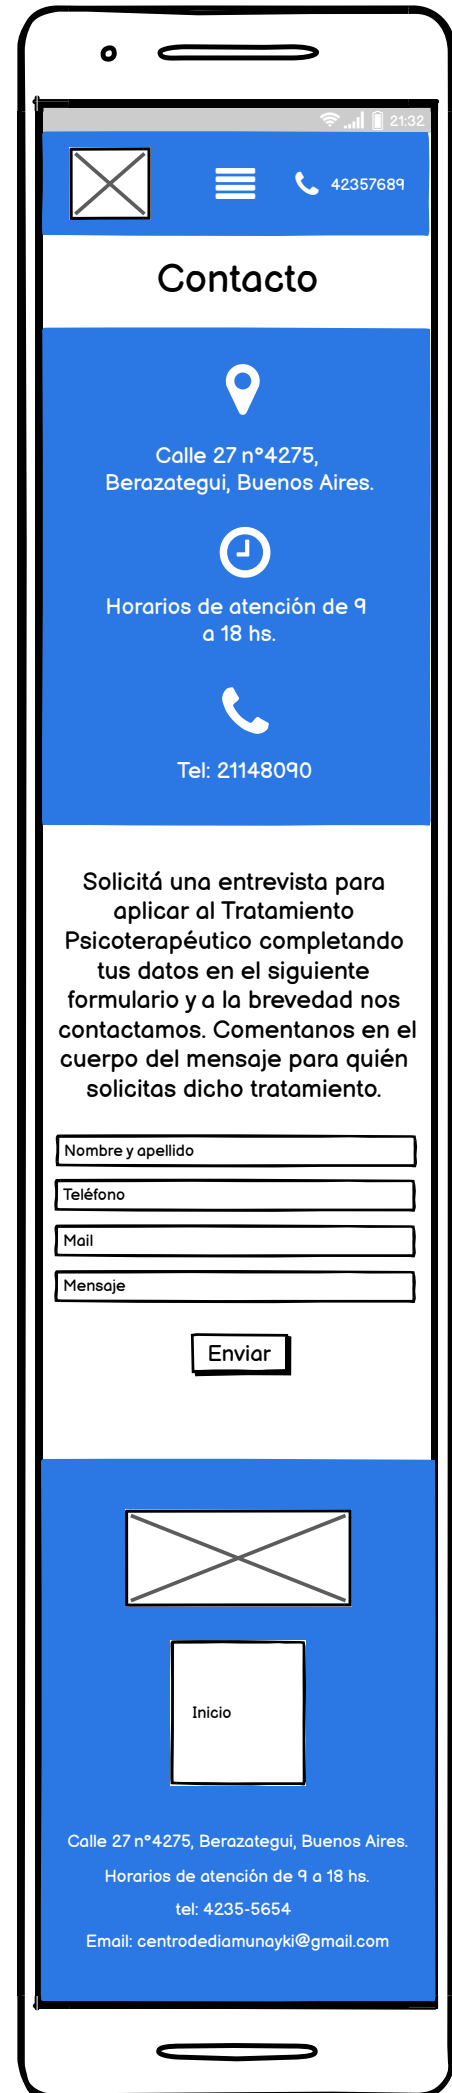 21:32
42357689
Contacto
Calle 27 n°4275,
Berazategui, Buenos Aires.
Horarios de atención de 9
a 18 hs.
Tel: 21148090
Solicitá una entrevista para
aplicar al Tratamiento
Psicoterapéutico completando
tus datos en el siguiente
formulario y a la brevedad nos
contactamos. Comentanos en el
cuerpo del mensaje para quién
solicitas dicho tratamiento.
Nombre y apellido
Teléfono
Mail
Mensaje
Enviar
Inicio
Calle 27 n°4275, Berazategui, Buenos Aires.
Horarios de atención de 9 a 18 hs.
tel: 4235-5654
Email: centrodediamunayki@gmail.com